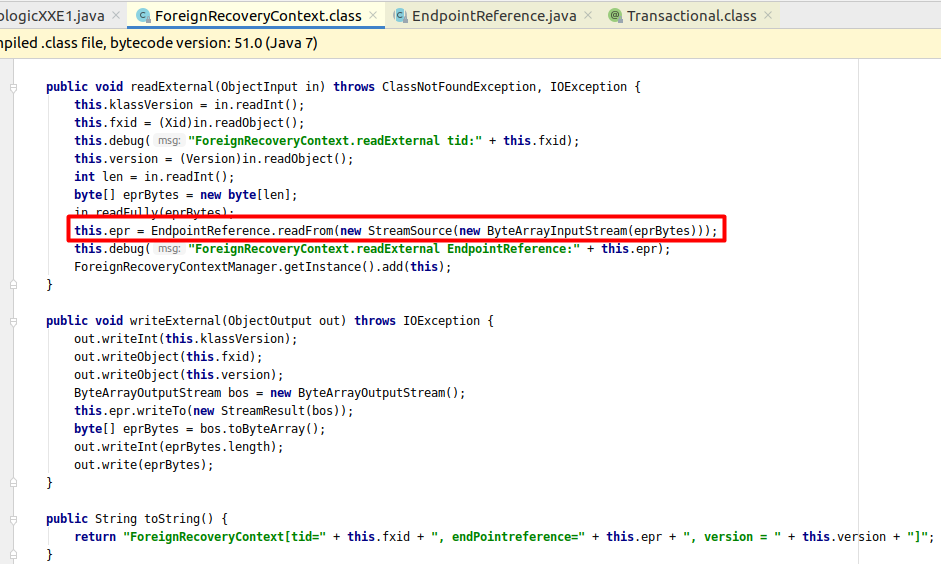 ologicXXE1.java ForeignRecoveryContext.class EndpointReference.java Transactional.class
npiled .class file, bytecode version: 51.0 (Java 7)
public void readExternal(ObjectInput in) throws ClassNotFoundException, IOException {
this.klassVersion = in.readInt();
this.fxid = (Xid)in.readObject();
this.debug( msg: "ForeignRecoveryContext.readExternal tid:" + this.fxid);
this.version = (Version)in.readObject();
int len = in.readInt();
byte[] eprBytes = new byte[len];
in.readFully(eprBytes);
this.epr = EndpointReference.readFrom(new StreamSource(new ByteArrayInputStream(eprBytes)));
this.debug( msg: "ForeignRecoveryContext.readExternal EndpointReference:" + this.epr);
ForeignRecoveryContextManager.getInstance().add(this);
}
public void writeExternal(ObjectOutput out) throws IOException {
out.writeInt(this.klassVersion);
out.writeObject(this.fxid);
out.writeObject(this.version);
ByteArrayOutputStream bos = new ByteArrayOutputStream();
this.epr.writeTo(new StreamResult(bos));
byte[] eprBytes = bos.toByteArray();
out.writeInt(eprBytes.length);
out.write(eprBytes);
}
public String toString() {
return "ForeignRecoveryContext[tid=" + this.fxid + ", endPointreference=" + this.epr + ", version = " + this.version + "]";
}